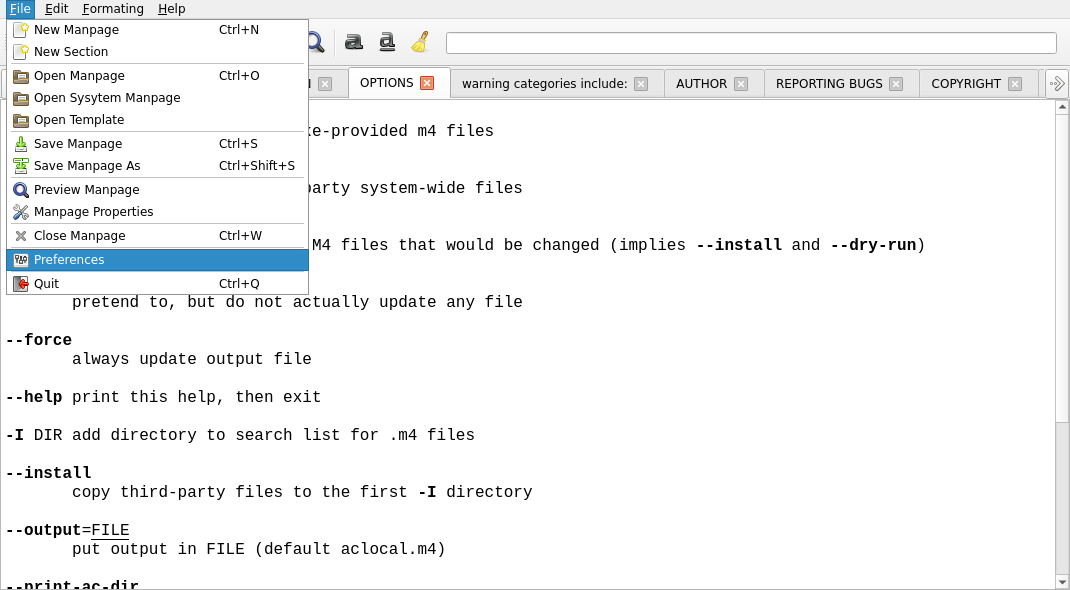 File Edit Formating Help
New Manpage Ctrl+N
New Section
Open Manpage Ctrl+O
Open Sysytem Manpage
Open Template
Save Manpage Ctrl+S
Save Manpage As Ctrl+Shift+S
Preview Manpage
Manpage Properties
Close Manpage Ctrl+W
Preferences
Quit Ctrl+Q
a a
OPTIONS warning categories include: AUTHOR REPORTING BUGS COPYRIGHT
-provided m4 files
system-wide files
M4 files that would be changed (implies --install and --dry-run)
pretend to, but do not actually update any file
--force
always update output file
--help print this help, then exit
-I DIR add directory to search list for .m4 files
--install
copy third-party files to the first -I directory
--output=FILE
put output in FILE (default aclocal.m4)
--print-ac-dir